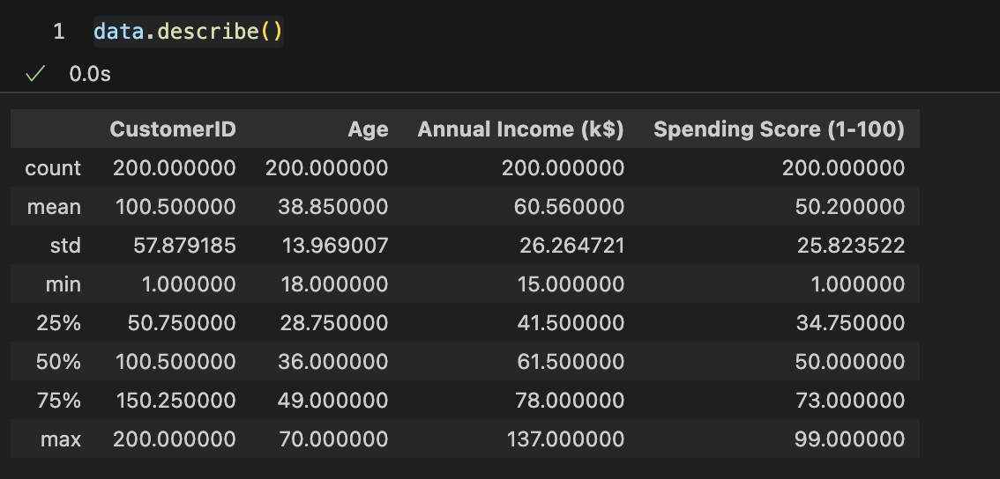 1 data.describe()
0.0s
CustomerID Age Annual Income (k$) Spending Score (1-100)
count 200.000000 200.000000 200.000000 200.000000
mean 100.500000 38.850000 60.560000 50.200000
std 57.879185 13.969007 26.264721 25.823522
min 1.000000 18.000000 15.000000 1.000000
25% 50.750000 28.750000 41.500000 34.750000
50% 100.500000 36.000000 61.500000 50.000000
75% 150.250000 49.000000 78.000000 73.000000
max 200.000000 70.000000 137.000000 99.000000